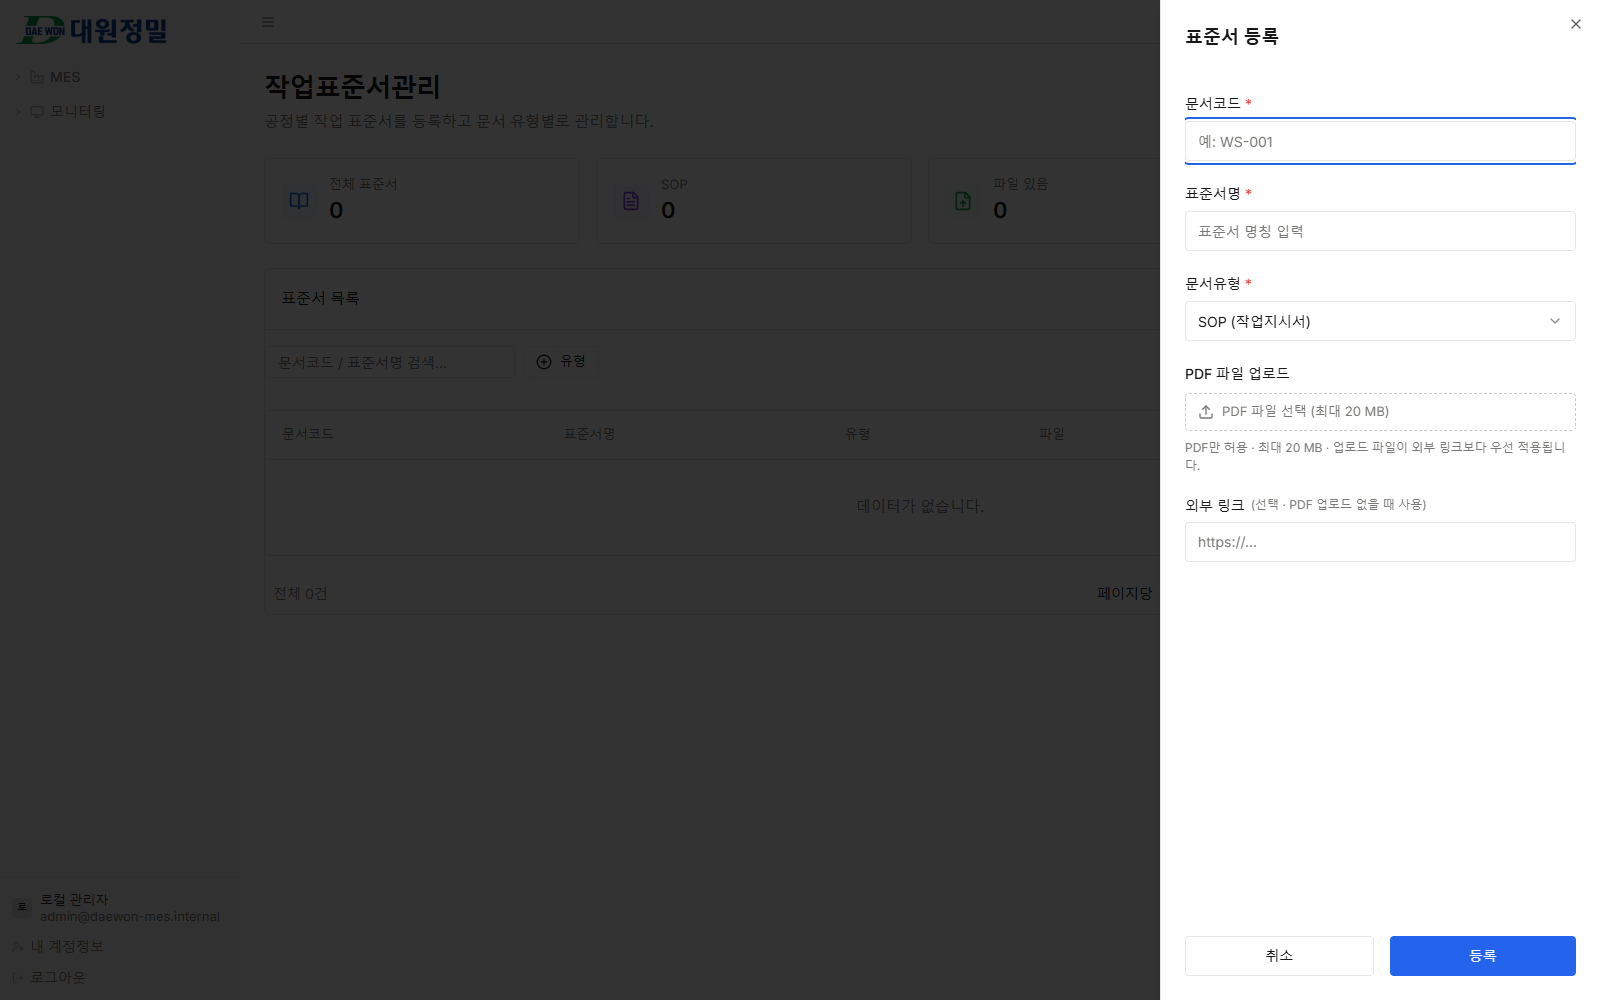 DAE WON 대원정밀
MES
모니터링
작업표준서관리
공정별 작업 표준서를 등록하고 문서 유형별로 관리합니다.
전체 표준서
0
SOP
0
파일 있음
0
표준서 목록
문서코드 / 표준서명 검색...
유형
문서코드 표준서명 유형 파일
데이터가 없습니다.
전체 0건
페이지당
로
로컬 관리자
admin@daewon-mes.internal
내 계정정보
로그아웃
표준서 등록
문서코드 *
예: WS-001
표준서명 *
표준서 명칭 입력
문서유형 *
SOP (작업지시서)
PDF 파일 업로드
PDF 파일 선택 (최대 20 MB)
PDF만 허용 · 최대 20 MB · 업로드 파일이 외부 링크보다 우선 적용됩니
다.
외부 링크 (선택 · PDF 업로드 없을 때 사용)
https://...
취소
등록